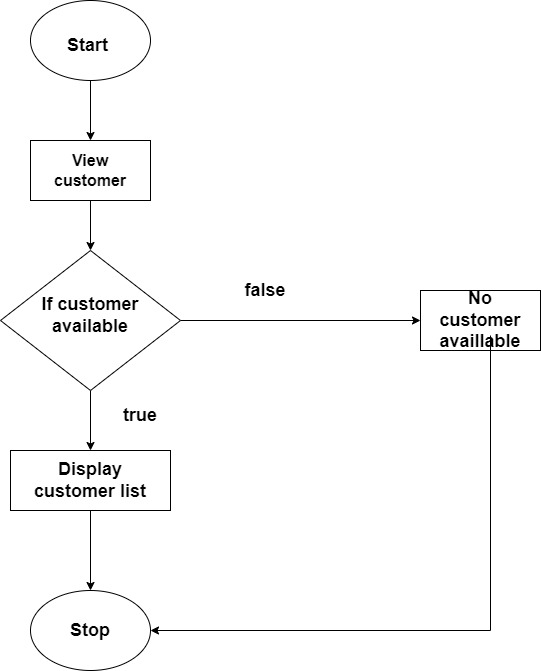 Start
View
customer
If customer
available
false
No
customer
availlable
true
Display
customer list
Stop